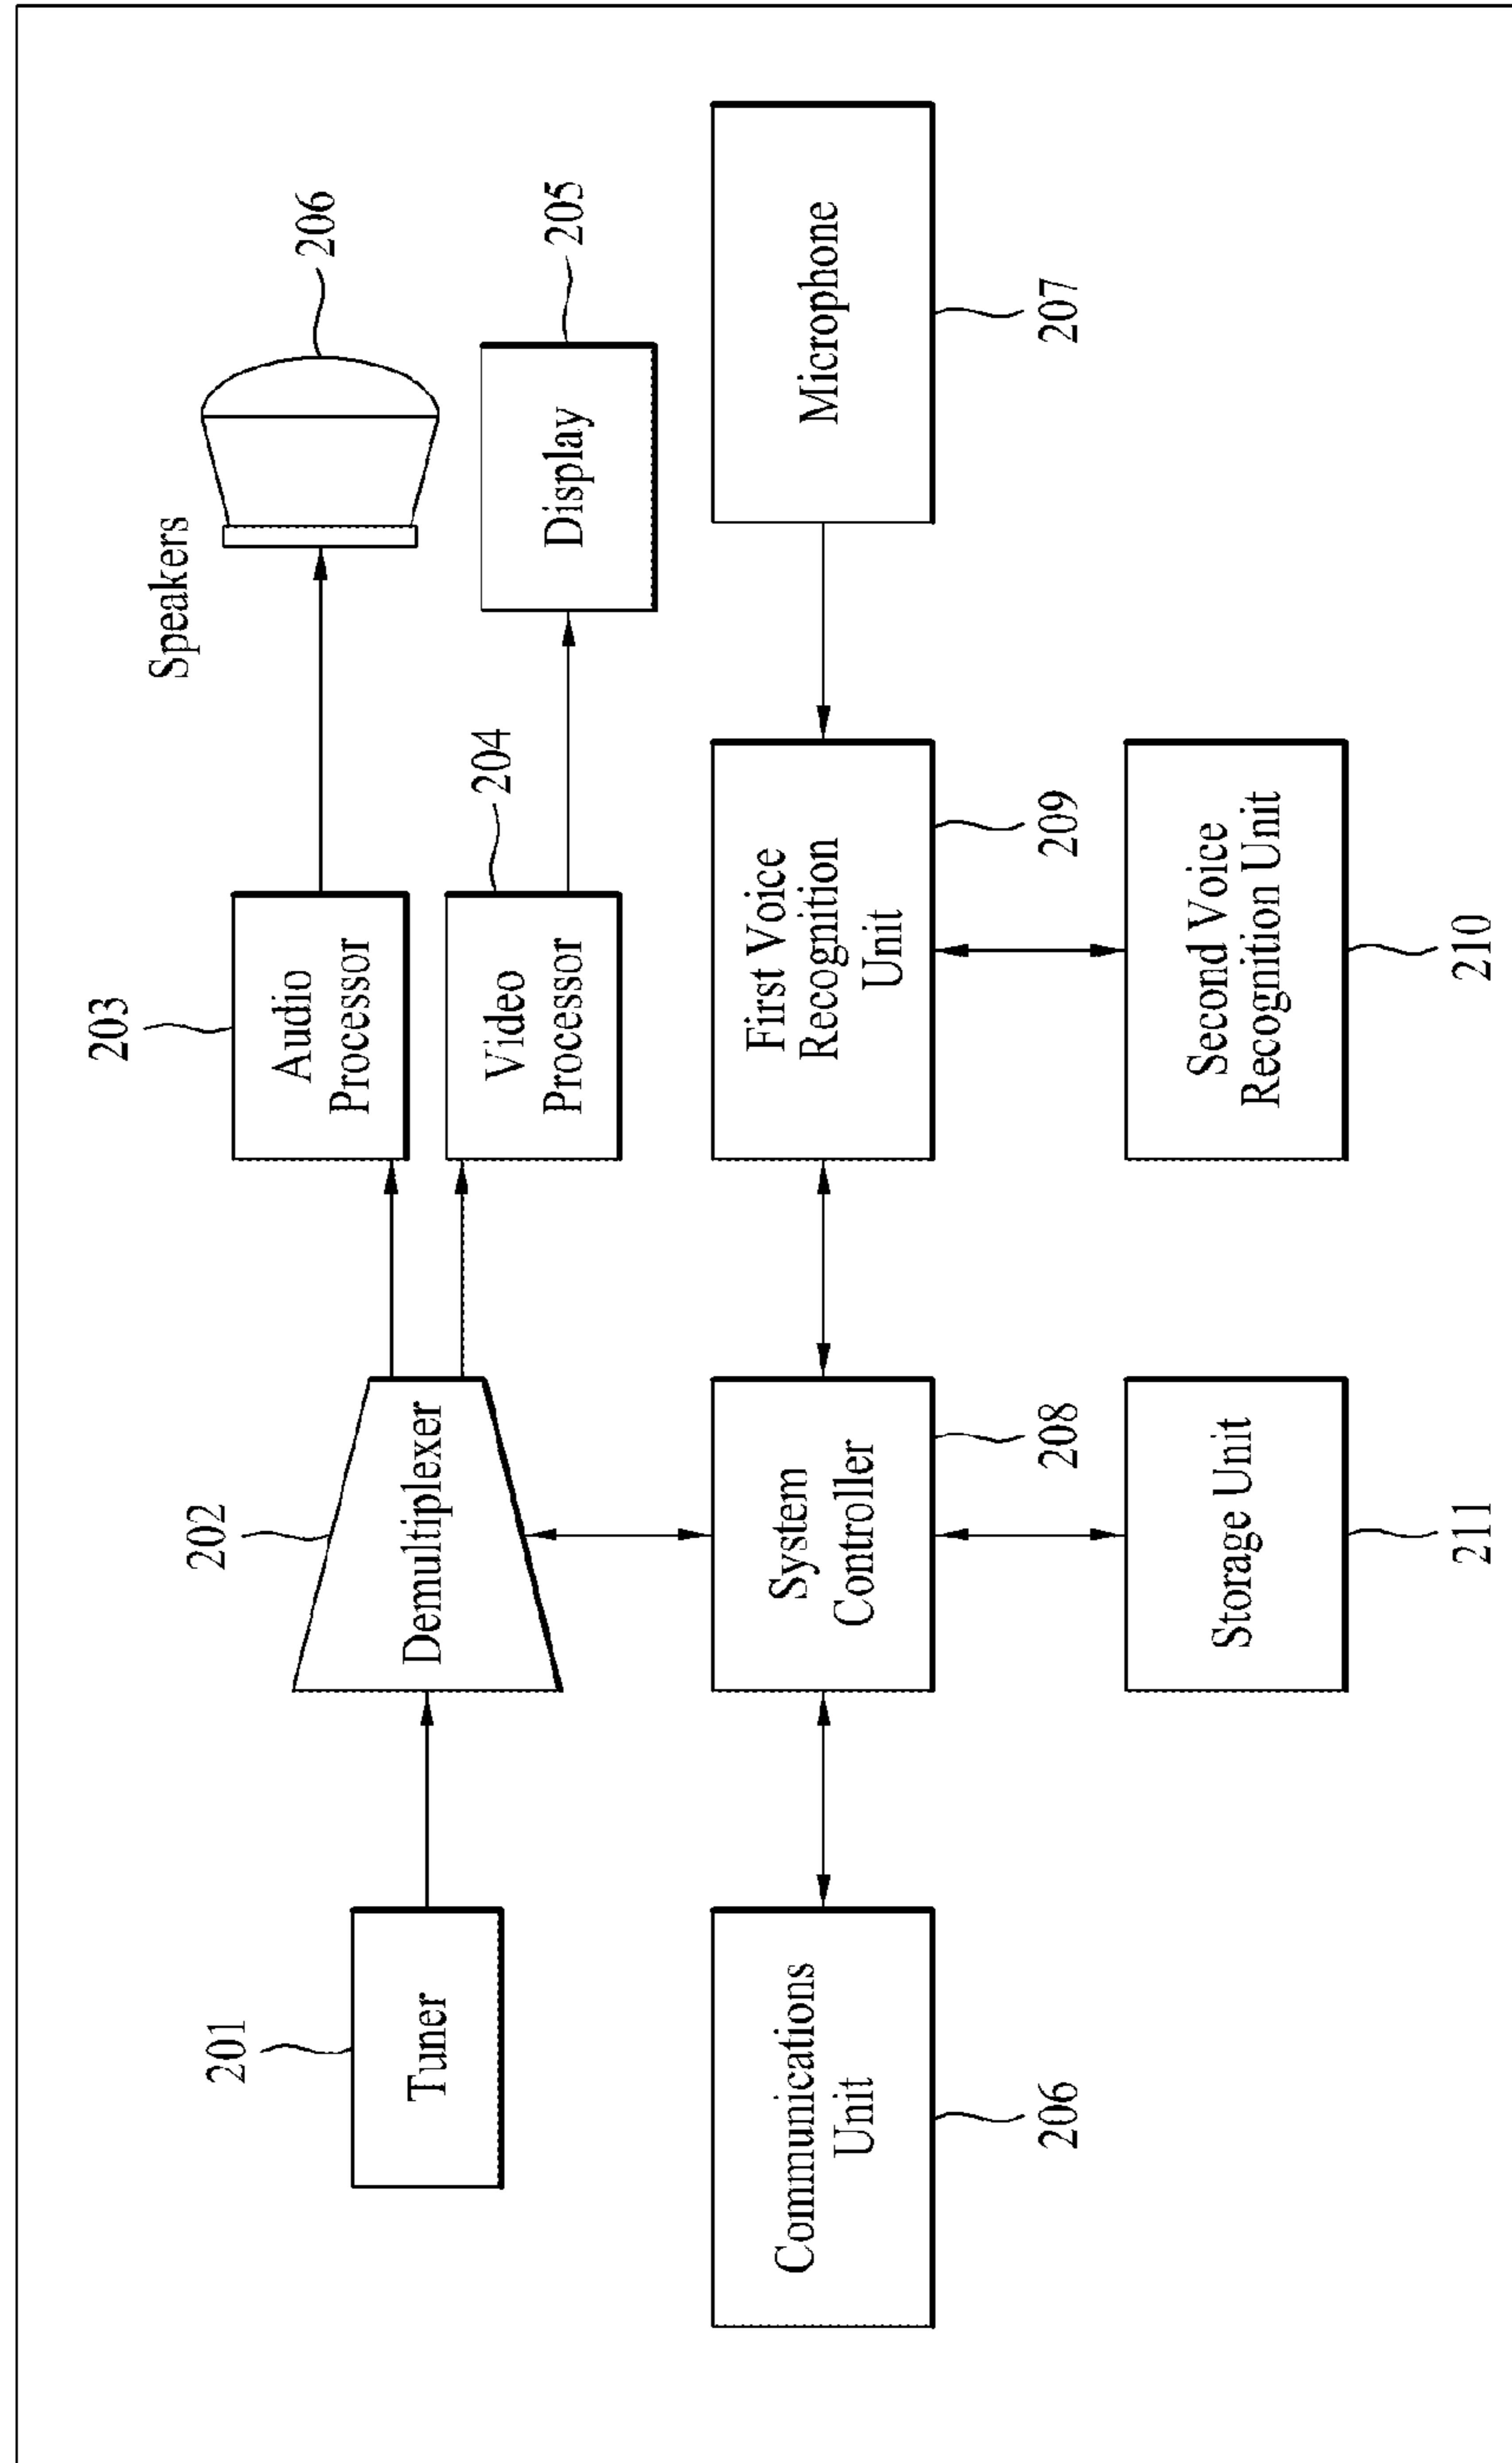 Speakers
206
203
Audio
Processor
202
Demultiplexer
201
Tuner
204
Video
Processor
205
Display
Communications
Unit
206
System
Controller
208
First Voice
Recognition
Unit
209
Microphone
207
Storage Unit
211
Second Voice
Recognition Unit
210